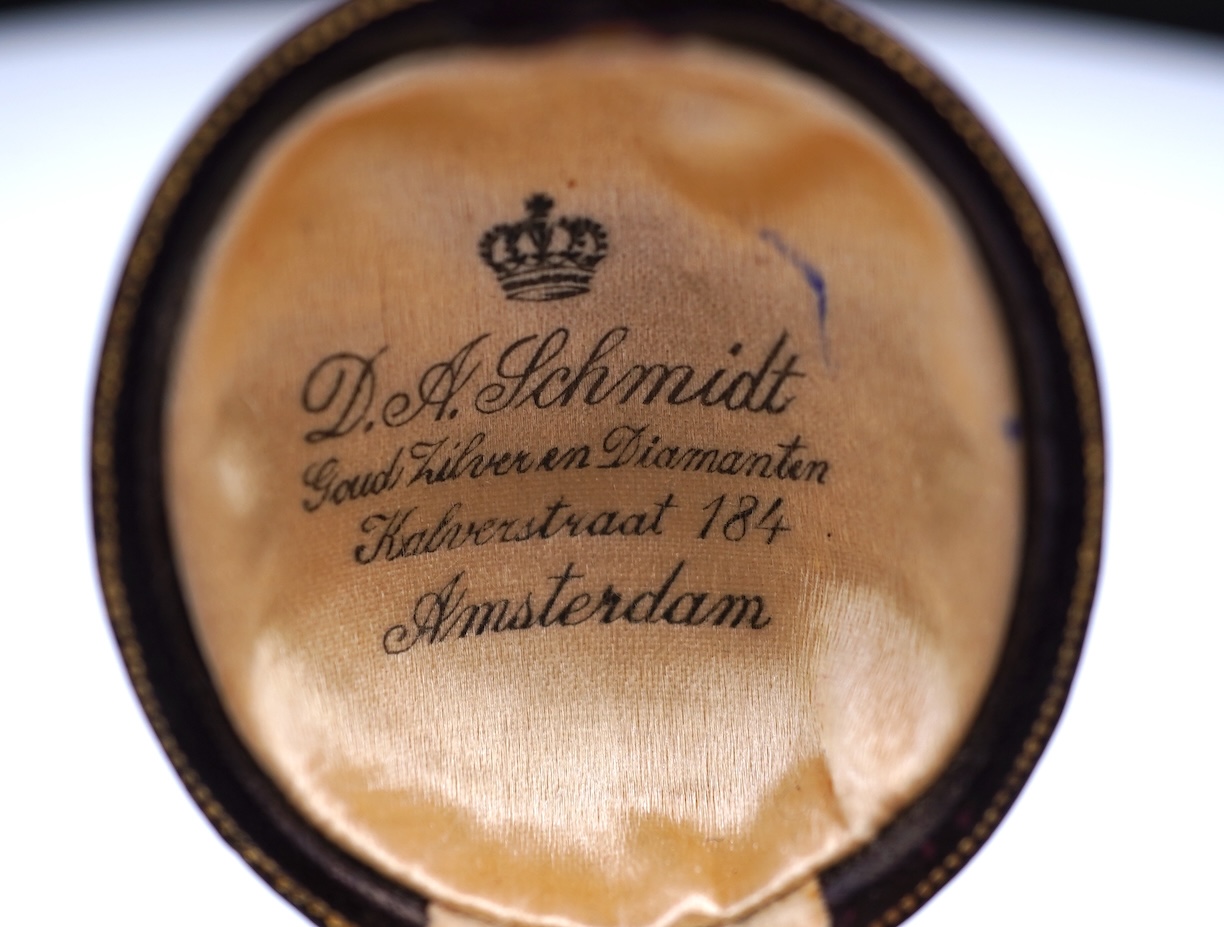 D. A. Schmidt
Goud Zilver en Diamanten
Kalverstraat 184
Amsterdam